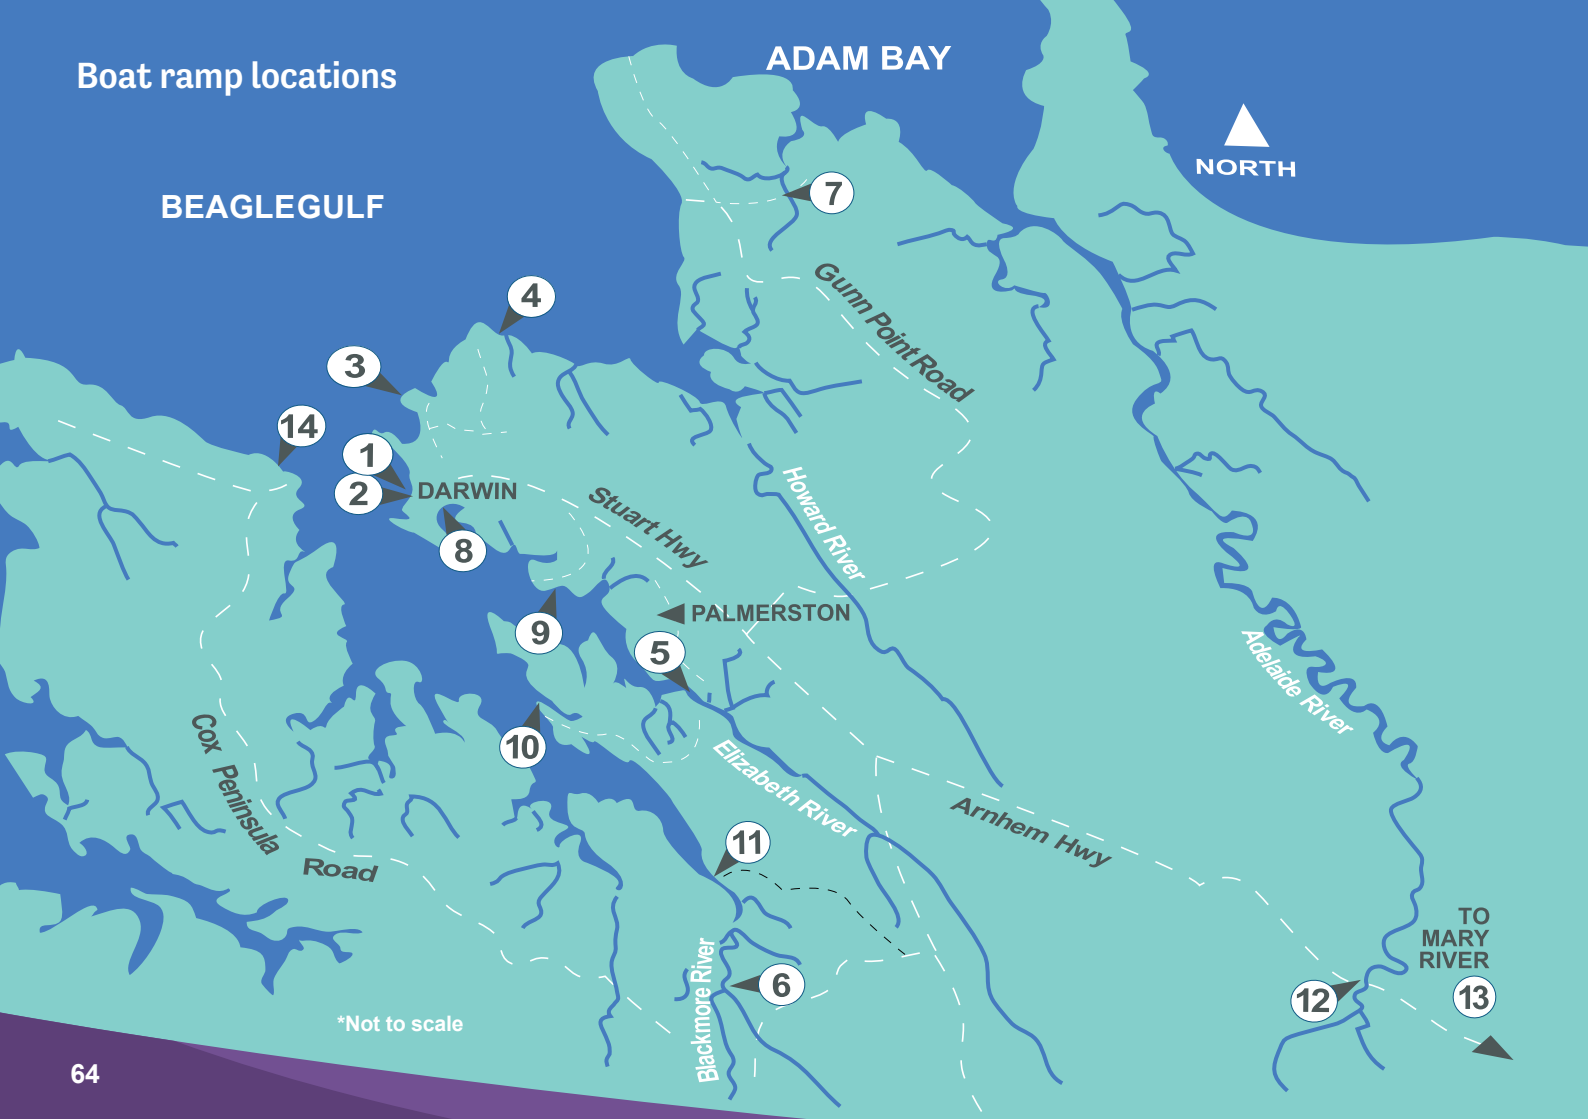 Boat ramp locations
ADAM BAY
NORTH
BEAGLEGULF
7
4
Gunn Point Road
3
14
1
2
DARWIN
Stuart Hwy
Howard River
8
9
PALMERSTON
5
Adelaide River
10
Cox Peninsula
Road
Elizabeth River
Arnhem Hwy
11
Blackmore River
6
TO
MARY
RIVER
12
13
*Not to scale
64